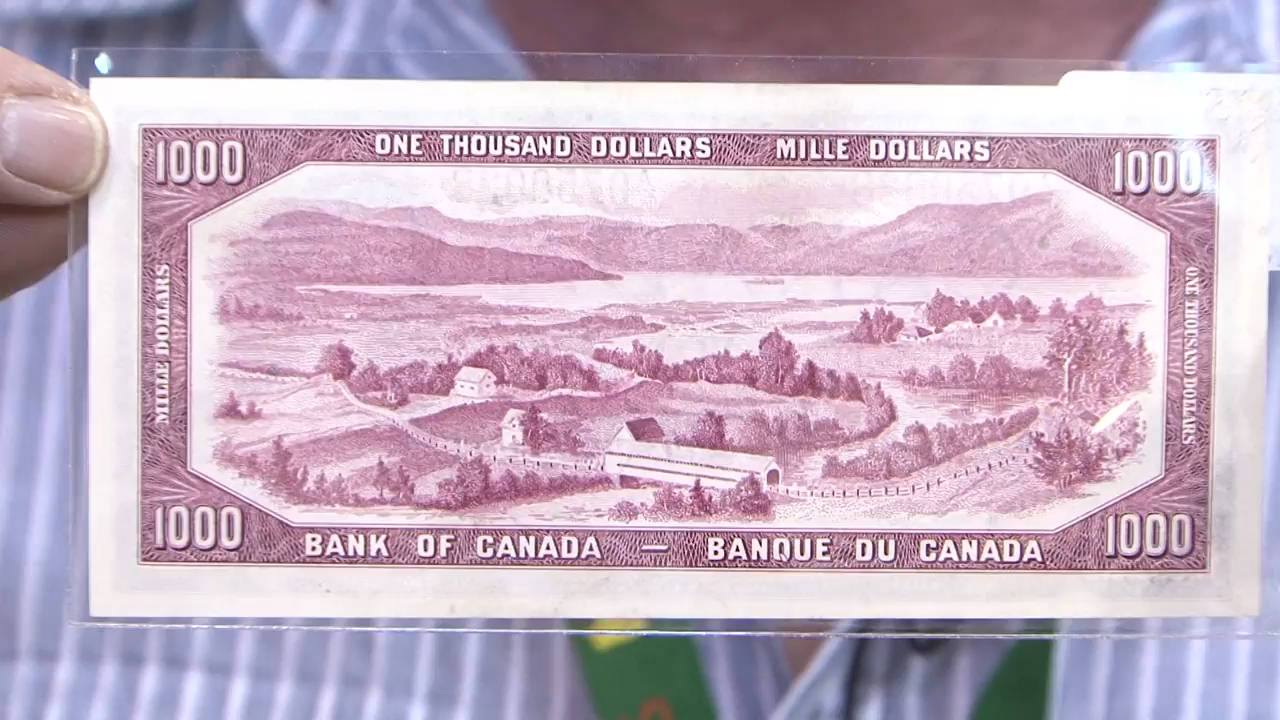 ONE THOUSAND DOLLARS MILLE DOLLARS
1000
1000
MILLE DOLLARS
ONE THOUSAND DOLLARS
1000
1000
BANK OF CANADA — BANQUE DU CANADA